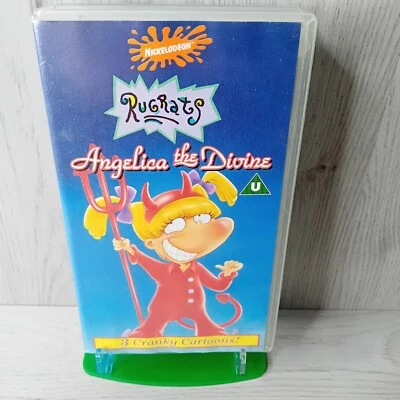 NICKELODEON
RUGRATS
Angelica the Divine
U
3 Cranky Cartoons!